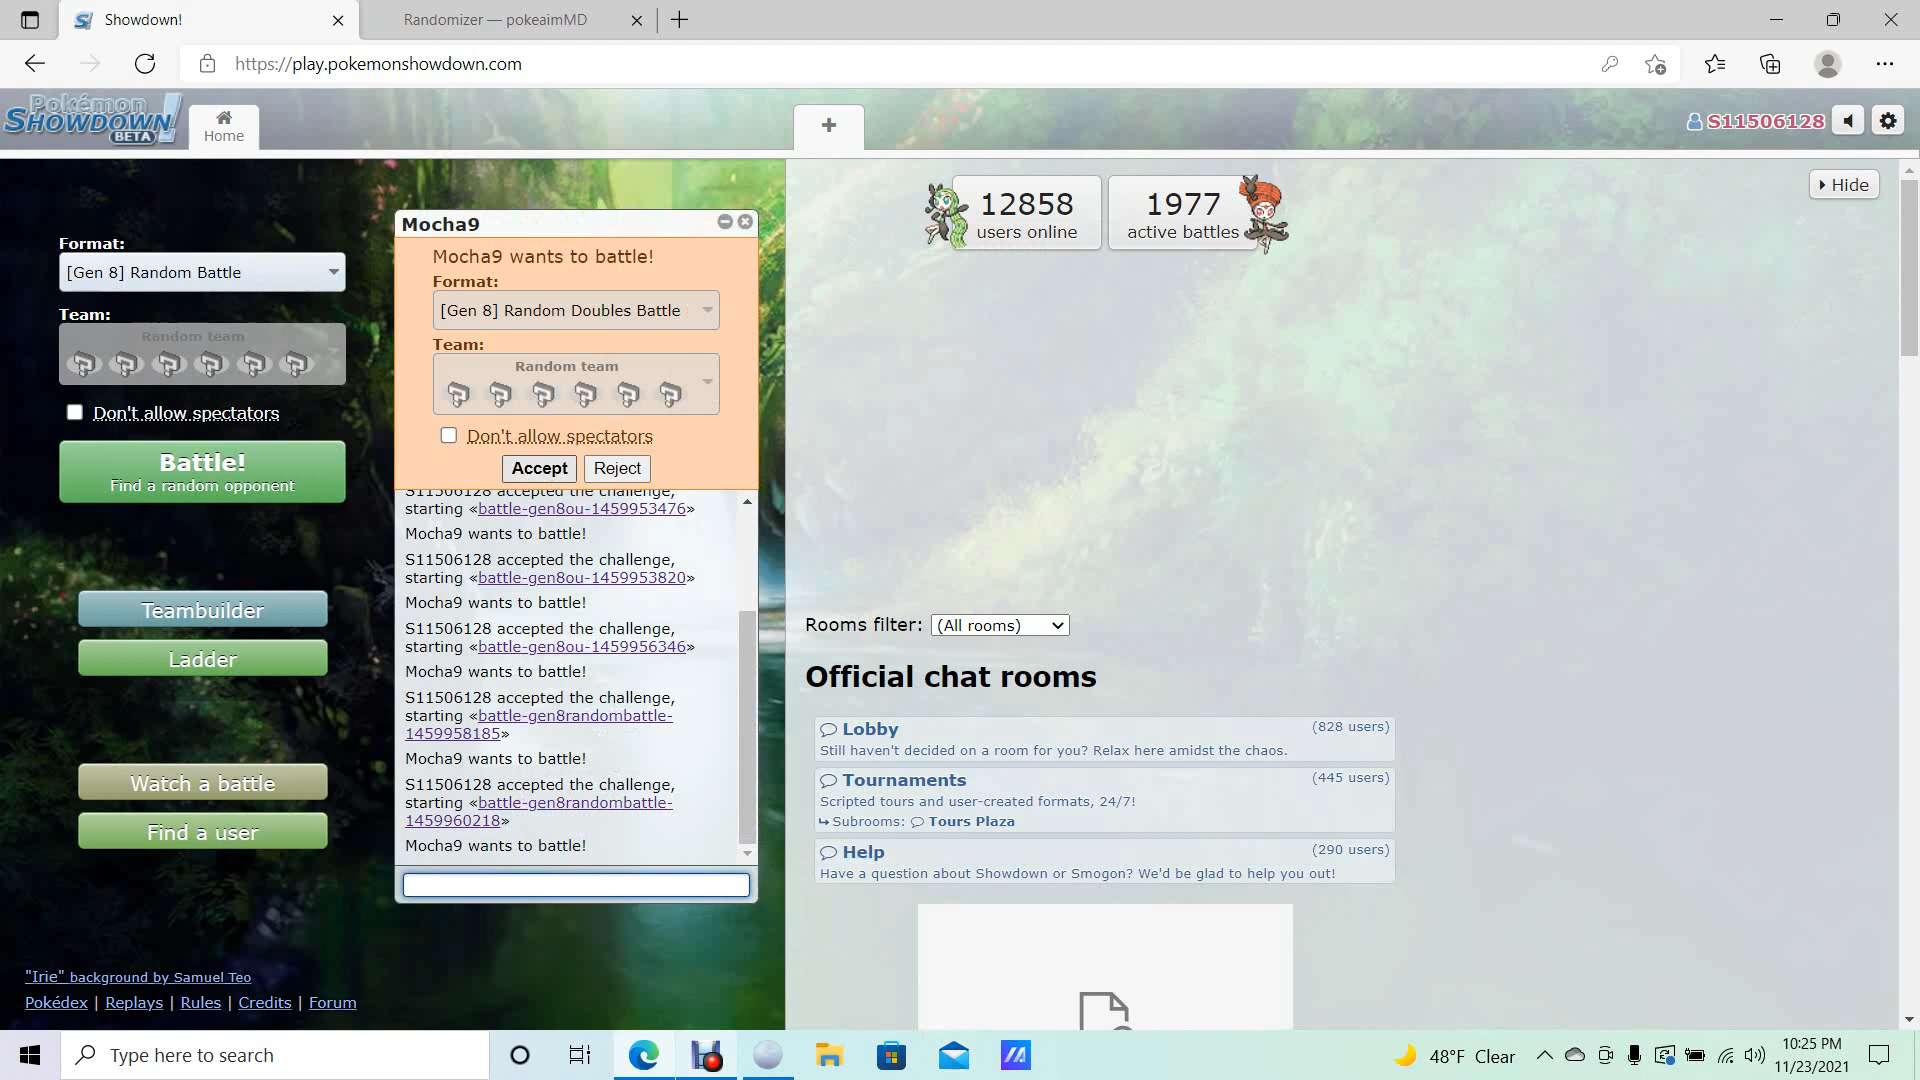 Showdown!
Randomizer — pokeaimMD
https://play.pokemonshowdown.com
Pokémon
SHOWDOWN!
BETA
Home
S11506128
Hide
12858
users online
1977
active battles
Format:
[Gen 8] Random Battle
Team:
Random team
Don't allow spectators
Battle!
Find a random opponent
Teambuilder
Ladder
Watch a battle
Find a user
"Irie" background by Samuel Teo
Pokédex | Replays | Rules | Credits | Forum
Mocha9
Mocha9 wants to battle!
Format:
[Gen 8] Random Doubles Battle
Team:
Random team
Don't allow spectators
Accept
Reject
S11506128 accepted the challenge,
starting «battle-gen8ou-1459953476»
Mocha9 wants to battle!
S11506128 accepted the challenge,
starting «battle-gen8ou-1459953820»
Mocha9 wants to battle!
S11506128 accepted the challenge,
starting «battle-gen8ou-1459956346»
Mocha9 wants to battle!
S11506128 accepted the challenge,
starting «battle-gen8randombattle-
1459958185»
Mocha9 wants to battle!
S11506128 accepted the challenge,
starting «battle-gen8randombattle-
1459960218»
Mocha9 wants to battle!
Rooms filter: (All rooms)
Official chat rooms
Lobby (828 users)
Still haven't decided on a room for you? Relax here amidst the chaos.
Tournaments (445 users)
Scripted tours and user-created formats, 24/7!
Subrooms: Tours Plaza
Help (290 users)
Have a question about Showdown or Smogon? We'd be glad to help you out!
Type here to search
48°F Clear
10:25 PM
11/23/2021